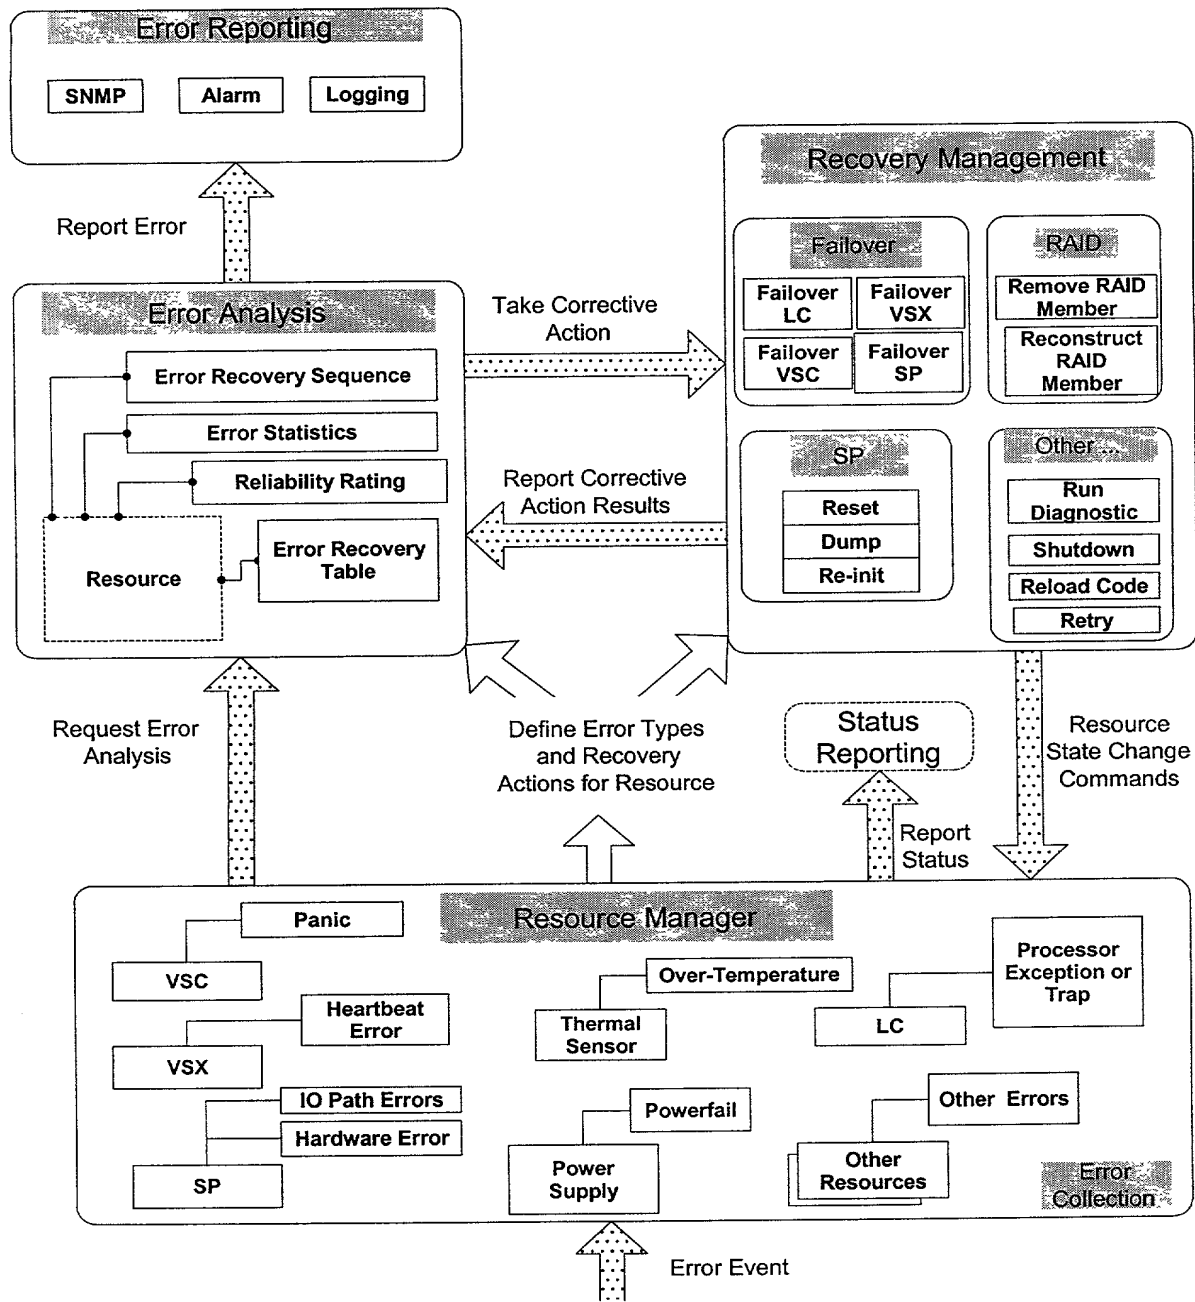 Error Reporting
SNMP
Alarm
Logging
Report Error
Recovery Management
Failover
Failover
LC
Failover
VSX
Failover
VSC
Failover
SP
RAID
Remove RAID
Member
Reconstruct
RAID
Member
Error Analysis
Error Recovery Sequence
Error Statistics
Reliability Rating
Error Recovery
Table
Resource
Take Corrective
Action
Report Corrective
Action Results
SP
Reset
Dump
Re-init
Other ...
Run
Diagnostic
Shutdown
Reload Code
Retry
Request Error
Analysis
Define Error Types
and Recovery
Actions for Resource
Status
Reporting
Report
Status
Resource
State Change
Commands
Resource Manager
Panic
VSC
Heartbeat
Error
VSX
IO Path Errors
Hardware Error
SP
Over-Temperature
Thermal
Sensor
Powerfail
Power
Supply
Processor
Exception or
Trap
LC
Other Errors
Other
Resources
Error
Collection
Error Event